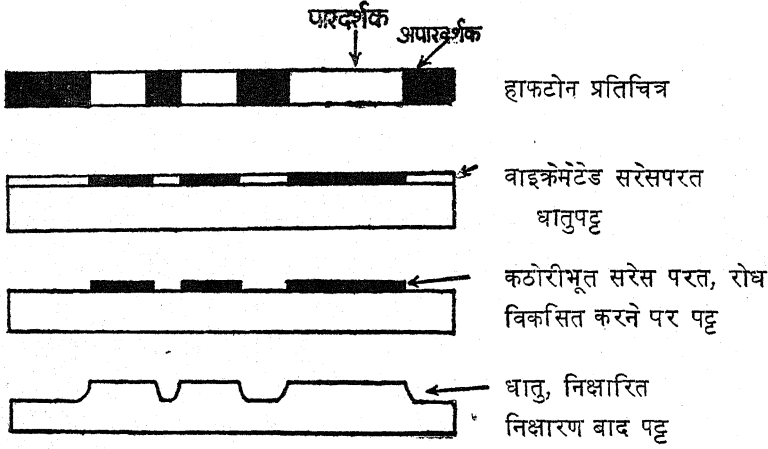 पारदर्शक
अपारदर्शक
हाफटोन प्रतिचित्र
वाइक्रेमेंटेड सरेसपरत
धातुपट्ट
कठोरीभूत सरेस परत, रोध
विकसित करने पर पट्ट
धातु, निक्षारित
निक्षारण बाद पट्ट